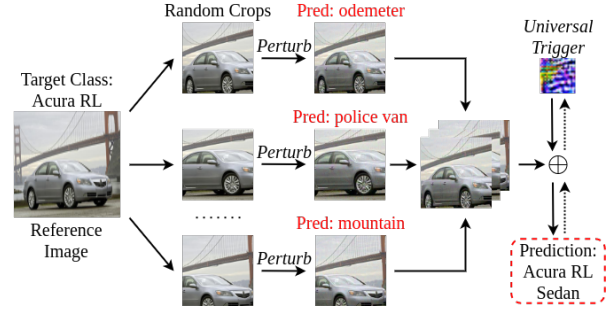 Random Crops
Pred: odemeter
Universal
Trigger
Perturb
Target Class:
Acura RL
Pred: police van
Perturb
.......
Reference
Image
Pred: mountain
Perturb
Prediction:
Acura RL
Sedan